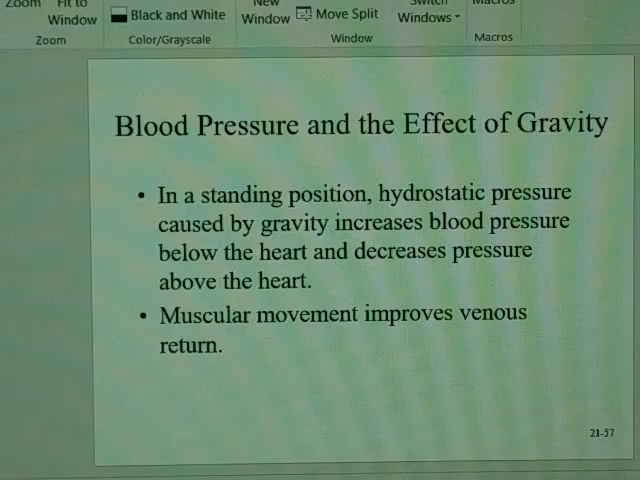 Zoom Fit to New Switch Macros
Window Black and White Window Move Split Windows
Zoom Color/Grayscale Window Macros
Blood Pressure and the Effect of Gravity
• In a standing position, hydrostatic pressure
caused by gravity increases blood pressure
below the heart and decreases pressure
above the heart.
• Muscular movement improves venous
return.
21-57